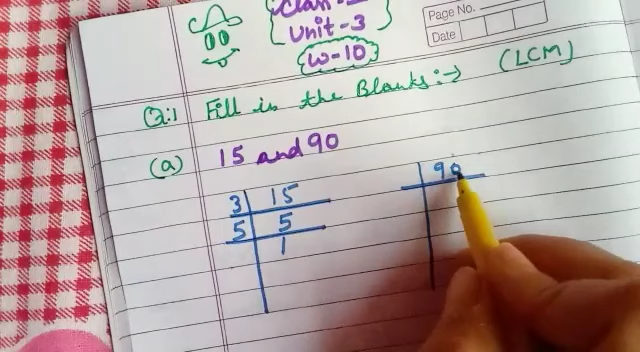 Unit-3
W-10
Page No.
Date
Q:1 Fill in the Blanks:→ (LCM)
(a) 15 and 90
3 15
5 5
1
90